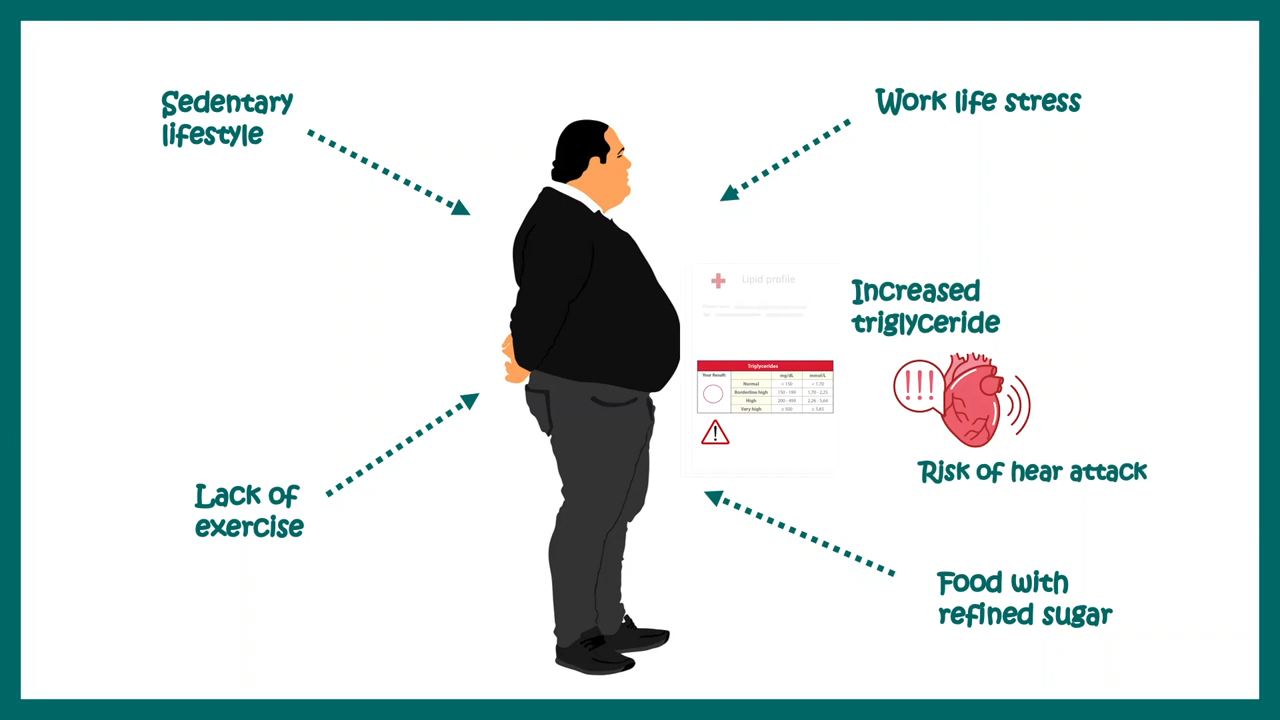 Sedentary
lifestyle
Work life stress
Lipid profile
Increased
triglyceride
Triglycerides
Your Result: mg/dL mmol/L
Normal < 150 < 1.70
Borderline high 150 - 199 1.70 - 2.25
High 200 - 499 2.26 - 5.64
Very high ≥ 500 > 5.65
!!!
!
Risk of hear attack
Lack of
exercise
Food with
refined sugar